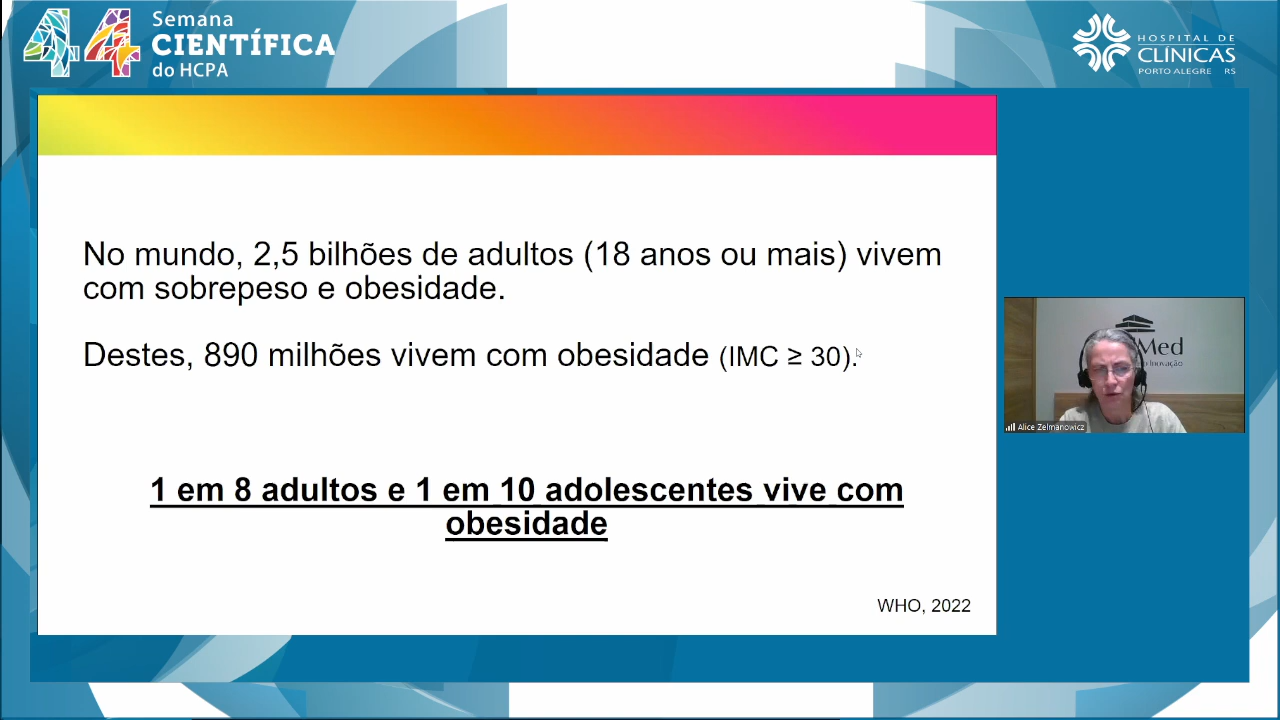 44 Semana
CIENTÍFICA
do HCPA
HOSPITAL DE
CLÍNICAS
PORTO ALEGRE RS
No mundo, 2,5 bilhões de adultos (18 anos ou mais) vivem
com sobrepeso e obesidade.
Destes, 890 milhões vivem com obesidade (IMC ≥ 30).
1 em 8 adultos e 1 em 10 adolescentes vive com
obesidade
WHO, 2022
Med
Inovação
Alice Zelmanowicz